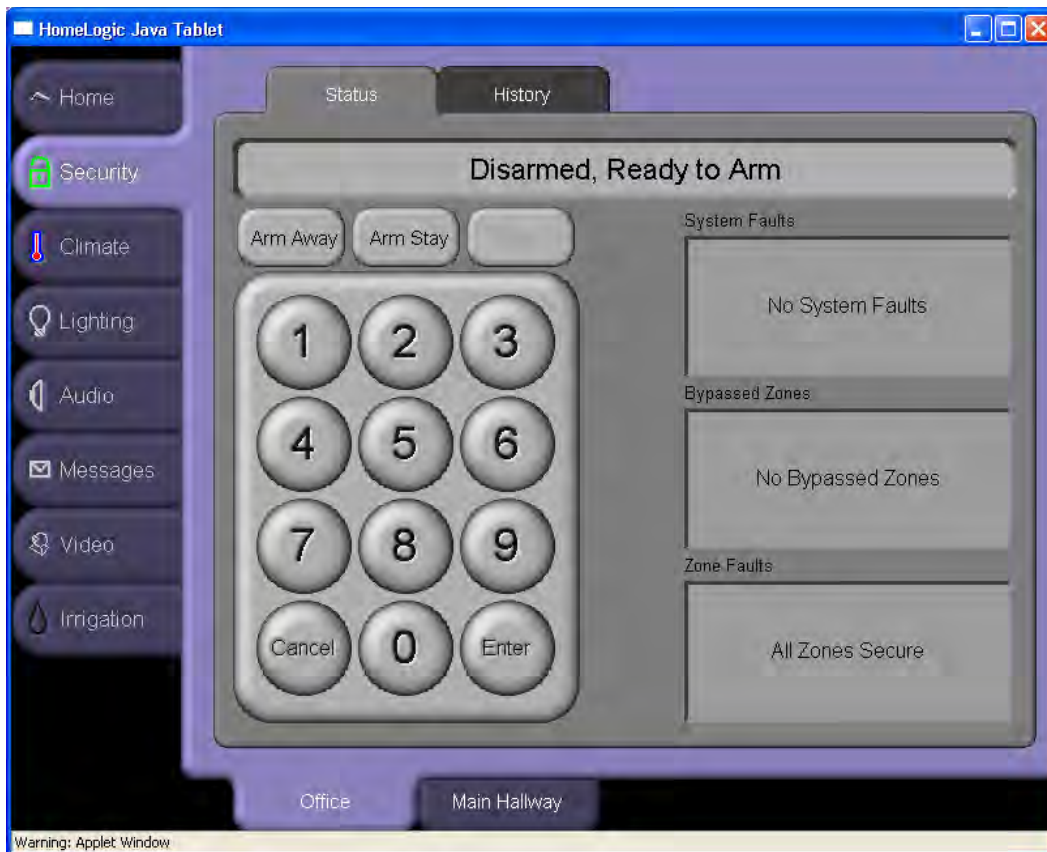 HomeLogic Java Tablet
Home
Security
Climate
Lighting
Audio
Messages
Video
Irrigation
Status
History
Disarmed, Ready to Arm
Arm Away
Arm Stay
1
2
3
4
5
6
7
8
9
Cancel
0
Enter
System Faults
No System Faults
Bypassed Zones
No Bypassed Zones
Zone Faults
All Zones Secure
Office
Main Hallway
Warning: Applet Window